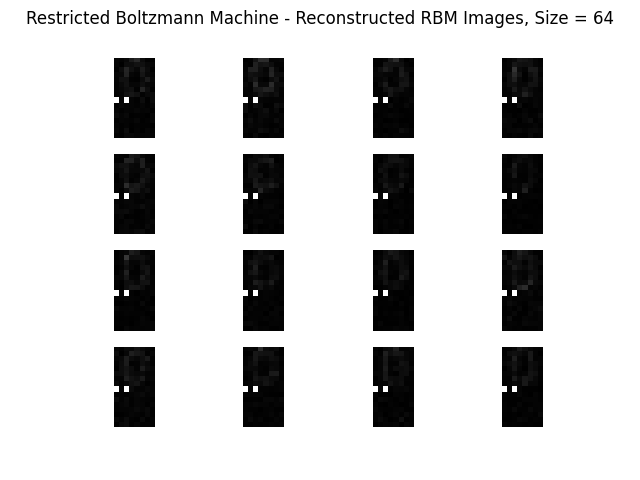 Restricted Boltzmann Machine - Reconstructed RBM Images, Size = 64